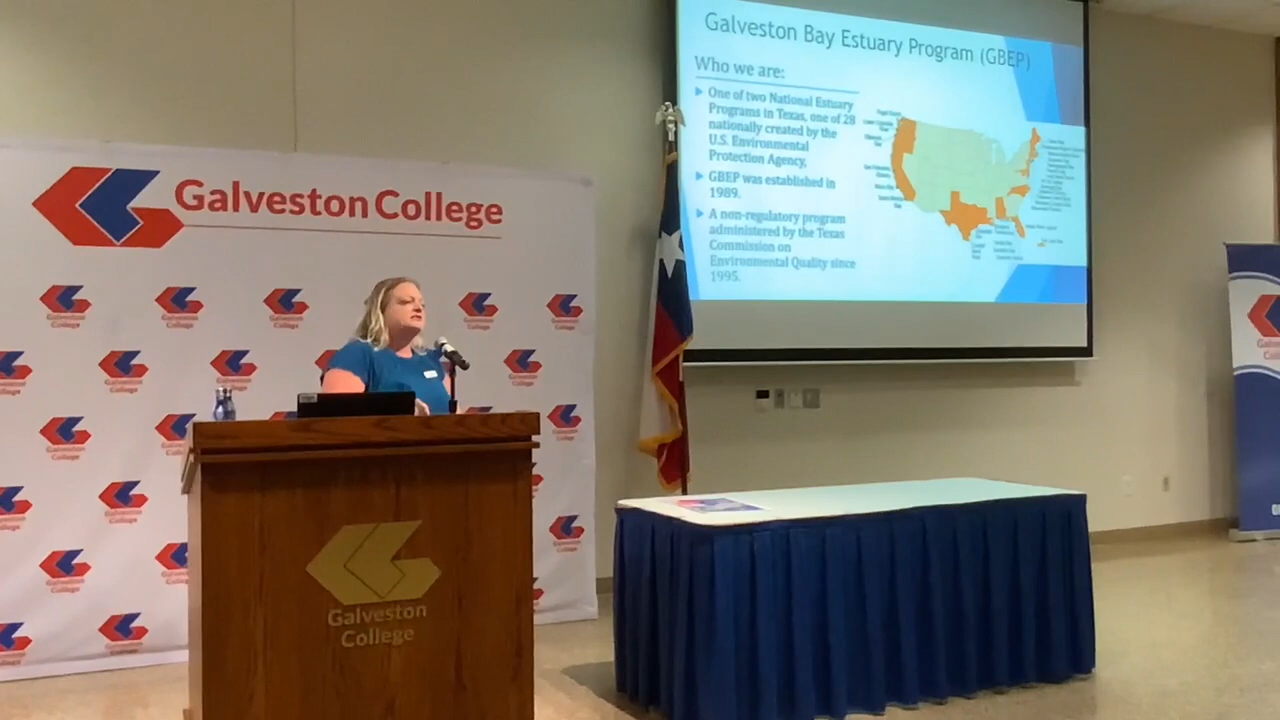 Galveston Bay Estuary Program (GBEP)
Who we are:
One of two National Estuary
Programs in Texas, one of 28
nationally created by the
U.S. Environmental
Protection Agency,
GBEP was established in
1989.
A non-regulatory program
administered by the Texas
Commission on
Environmental Quality since
1995.
Galveston College
Galveston
College